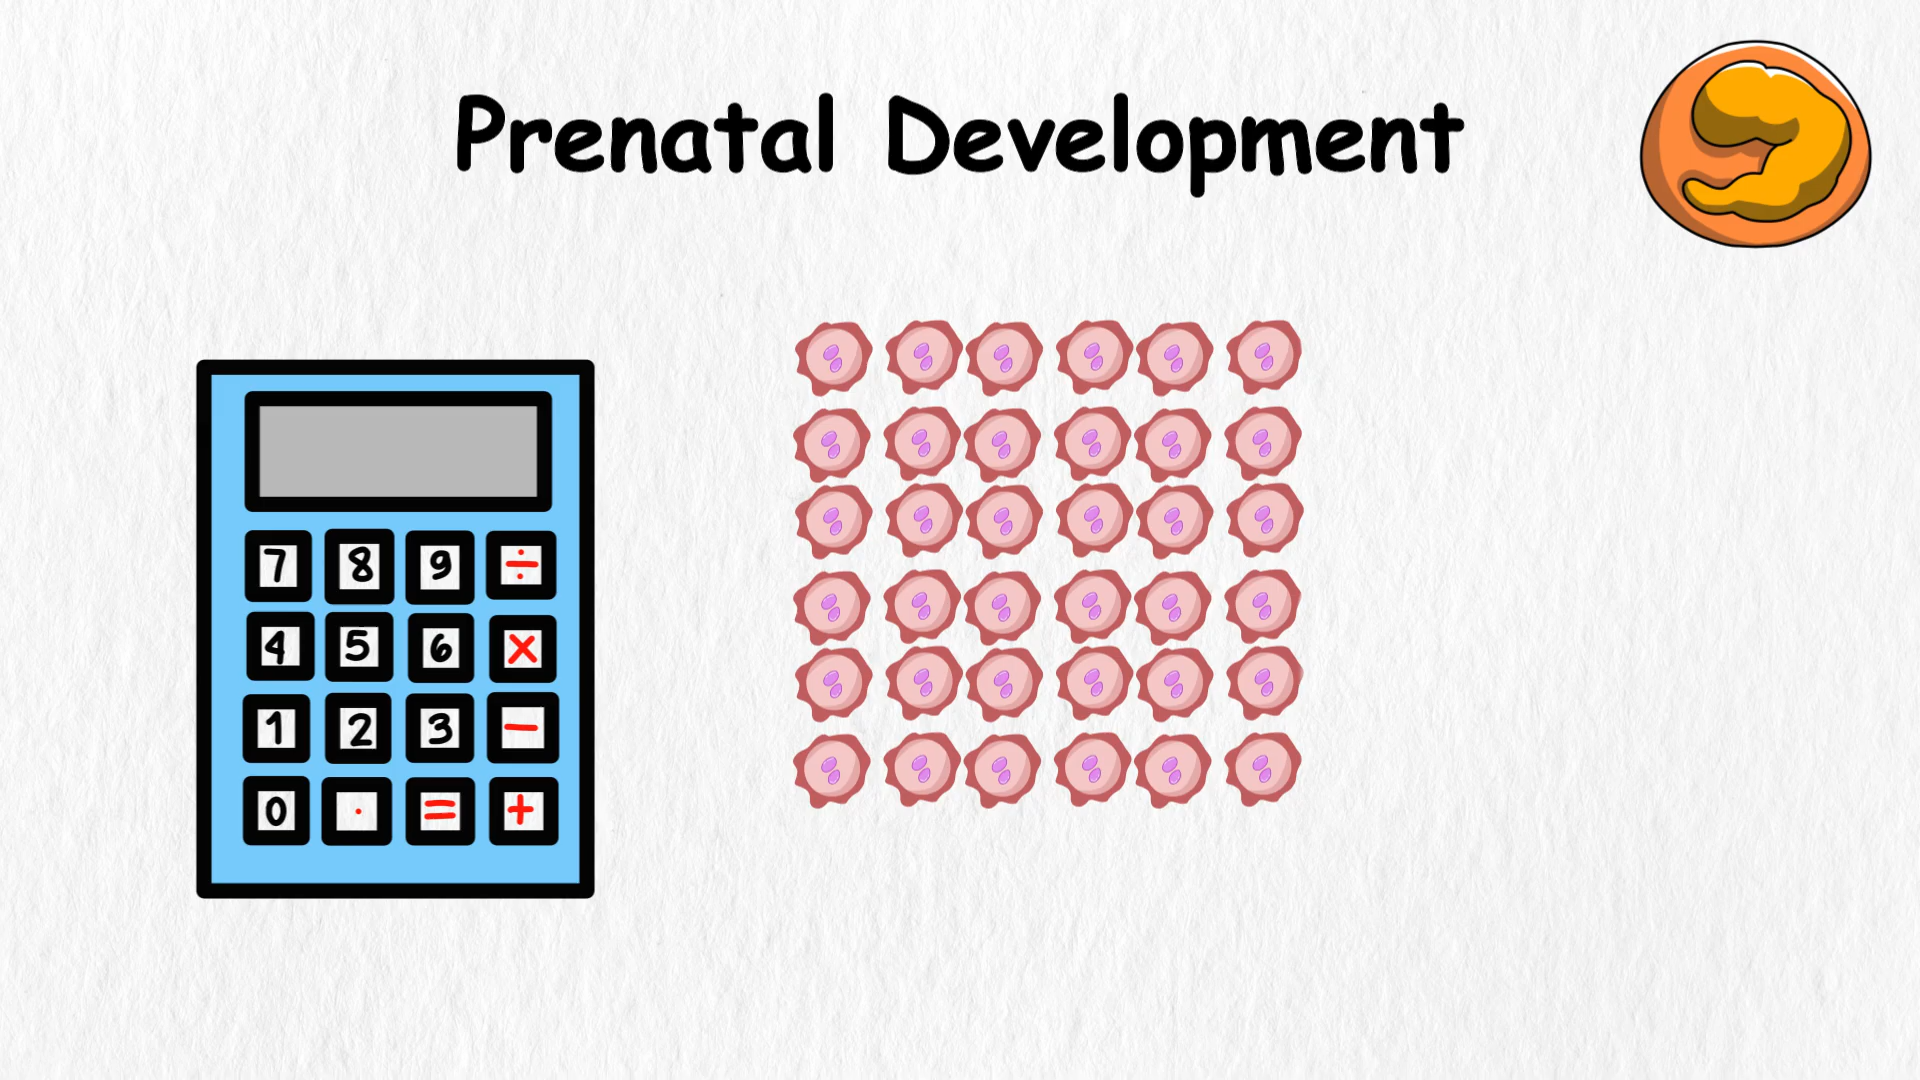 Prenatal Development
7 8 9 ÷
4 5 6 ×
1 2 3 −
0 . = +